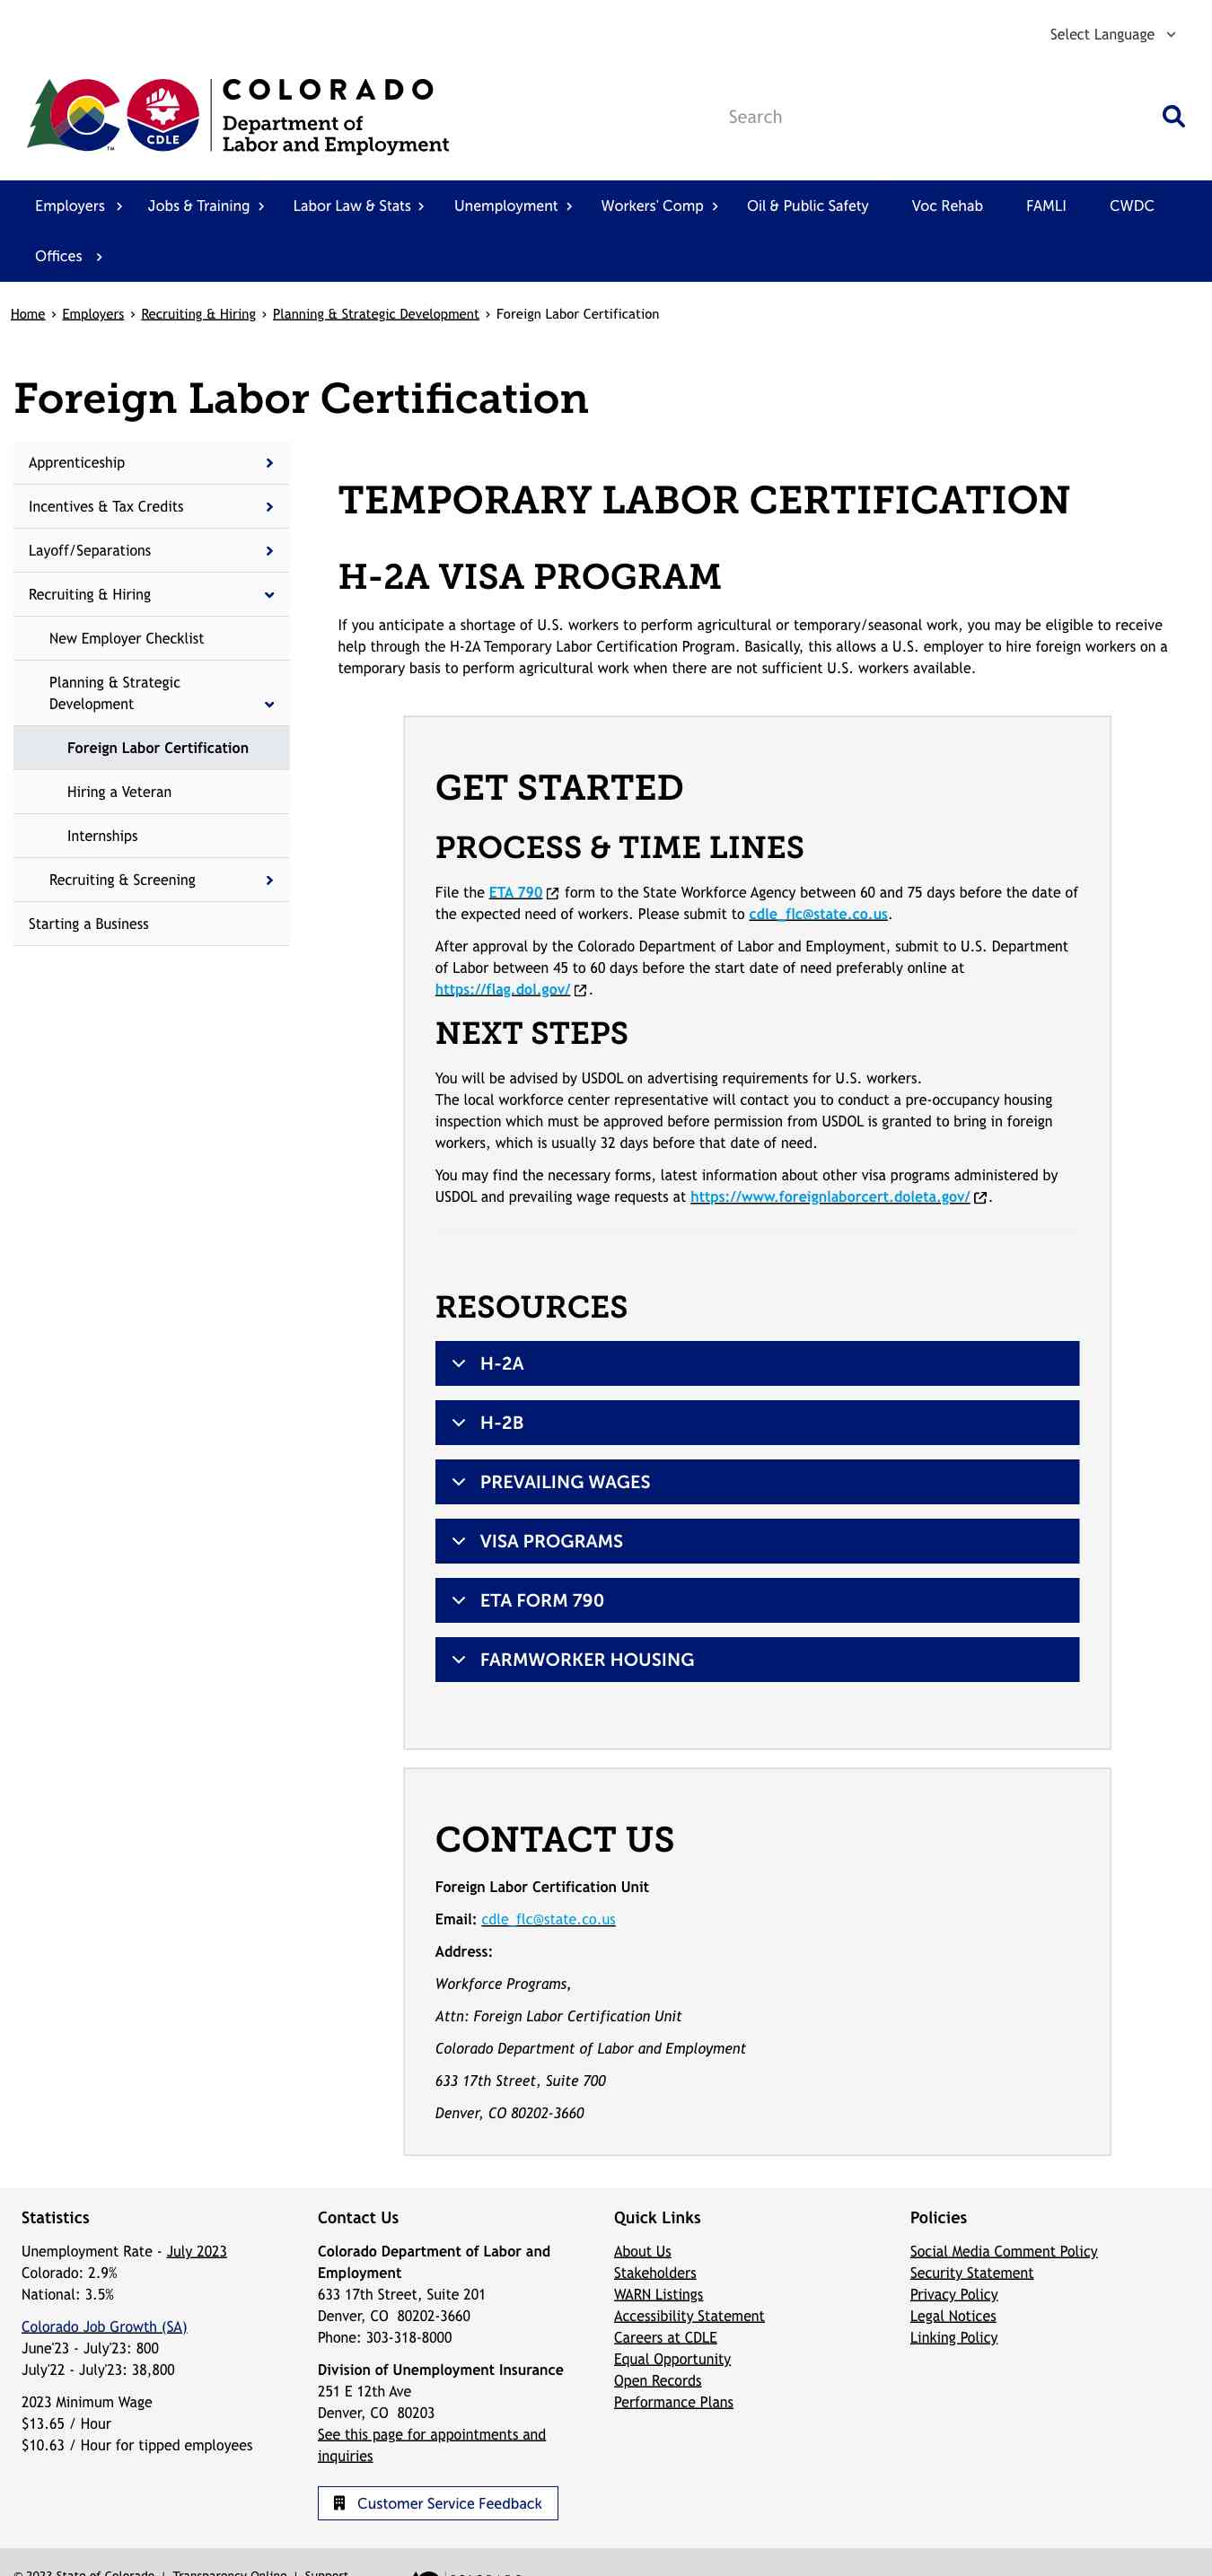 Select Language
COLORADO
Department of
Labor and Employment
CDLE
TM
Search
Employers
Jobs & Training
Labor Law & Stats
Unemployment
Workers' Comp
Oil & Public Safety
Voc Rehab
FAMLI
CWDC
Offices
Home › Employers › Recruiting & Hiring › Planning & Strategic Development › Foreign Labor Certification
Foreign Labor Certification
Apprenticeship
Incentives & Tax Credits
Layoff/Separations
Recruiting & Hiring
New Employer Checklist
Planning & Strategic
Development
Foreign Labor Certification
Hiring a Veteran
Internships
Recruiting & Screening
Starting a Business
TEMPORARY LABOR CERTIFICATION
H-2A VISA PROGRAM
If you anticipate a shortage of U.S. workers to perform agricultural or temporary/seasonal work, you may be eligible to receive
help through the H-2A Temporary Labor Certification Program. Basically, this allows a U.S. employer to hire foreign workers on a
temporary basis to perform agricultural work when there are not sufficient U.S. workers available.
GET STARTED
PROCESS & TIME LINES
File the ETA 790 form to the State Workforce Agency between 60 and 75 days before the date of
the expected need of workers. Please submit to cdle_flc@state.co.us.
After approval by the Colorado Department of Labor and Employment, submit to U.S. Department
of Labor between 45 to 60 days before the start date of need preferably online at
https://flag.dol.gov/ .
NEXT STEPS
You will be advised by USDOL on advertising requirements for U.S. workers.
The local workforce center representative will contact you to conduct a pre-occupancy housing
inspection which must be approved before permission from USDOL is granted to bring in foreign
workers, which is usually 32 days before that date of need.
You may find the necessary forms, latest information about other visa programs administered by
USDOL and prevailing wage requests at https://www.foreignlaborcert.doleta.gov/ .
RESOURCES
H-2A
H-2B
PREVAILING WAGES
VISA PROGRAMS
ETA FORM 790
FARMWORKER HOUSING
CONTACT US
Foreign Labor Certification Unit
Email: cdle_flc@state.co.us
Address:
Workforce Programs,
Attn: Foreign Labor Certification Unit
Colorado Department of Labor and Employment
633 17th Street, Suite 700
Denver, CO 80202-3660
Statistics
Unemployment Rate - July 2023
Colorado: 2.9%
National: 3.5%
Colorado Job Growth (SA)
June'23 - July'23: 800
July'22 - July'23: 38,800
2023 Minimum Wage
$13.65 / Hour
$10.63 / Hour for tipped employees
Contact Us
Colorado Department of Labor and
Employment
633 17th Street, Suite 201
Denver, CO  80202-3660
Phone: 303-318-8000
Division of Unemployment Insurance
251 E 12th Ave
Denver, CO  80203
See this page for appointments and
inquiries
Customer Service Feedback
Quick Links
About Us
Stakeholders
WARN Listings
Accessibility Statement
Careers at CDLE
Equal Opportunity
Open Records
Performance Plans
Policies
Social Media Comment Policy
Security Statement
Privacy Policy
Legal Notices
Linking Policy
© 2023 State of Colorado | Transparency Online | Support